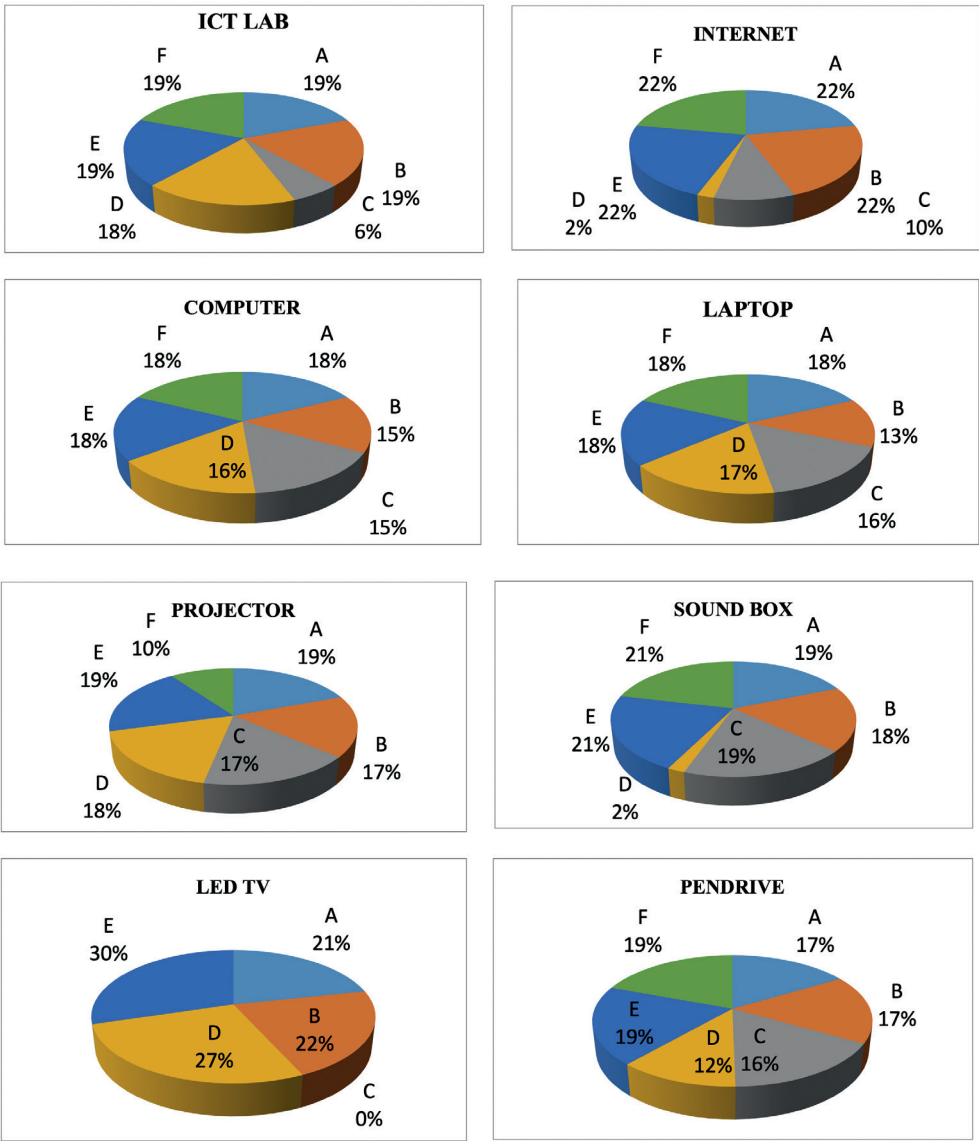 ICT LAB
F
19%
A
19%
E
19%
B
19%
D
18%
C
6%
INTERNET
F
22%
A
22%
D
2%
E
22%
B
22%
C
10%
COMPUTER
F
18%
A
18%
E
18%
B
15%
D
16%
C
15%
LAPTOP
F
18%
A
18%
E
18%
B
13%
D
17%
C
16%
PROJECTOR
F
10%
A
19%
E
19%
C
17%
B
17%
D
18%
SOUND BOX
F
21%
A
19%
E
21%
C
19%
B
18%
D
2%
LED TV
E
30%
A
21%
D
27%
B
22%
C
0%
PENDRIVE
F
19%
A
17%
B
17%
E
19%
D
12%
C
16%